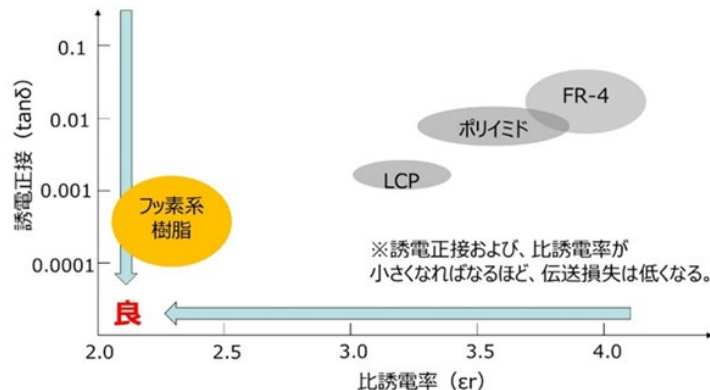 誘電正接（tanδ）
0.1
0.01
0.001
0.0001
FR-4
ポリイミド
LCP
フッ素系
樹脂
※誘電正接および、比誘電率が
小さくなればなるほど、伝送損失は低くなる。
良
2.0 2.5 3.0 3.5 4.0
比誘電率（εr）